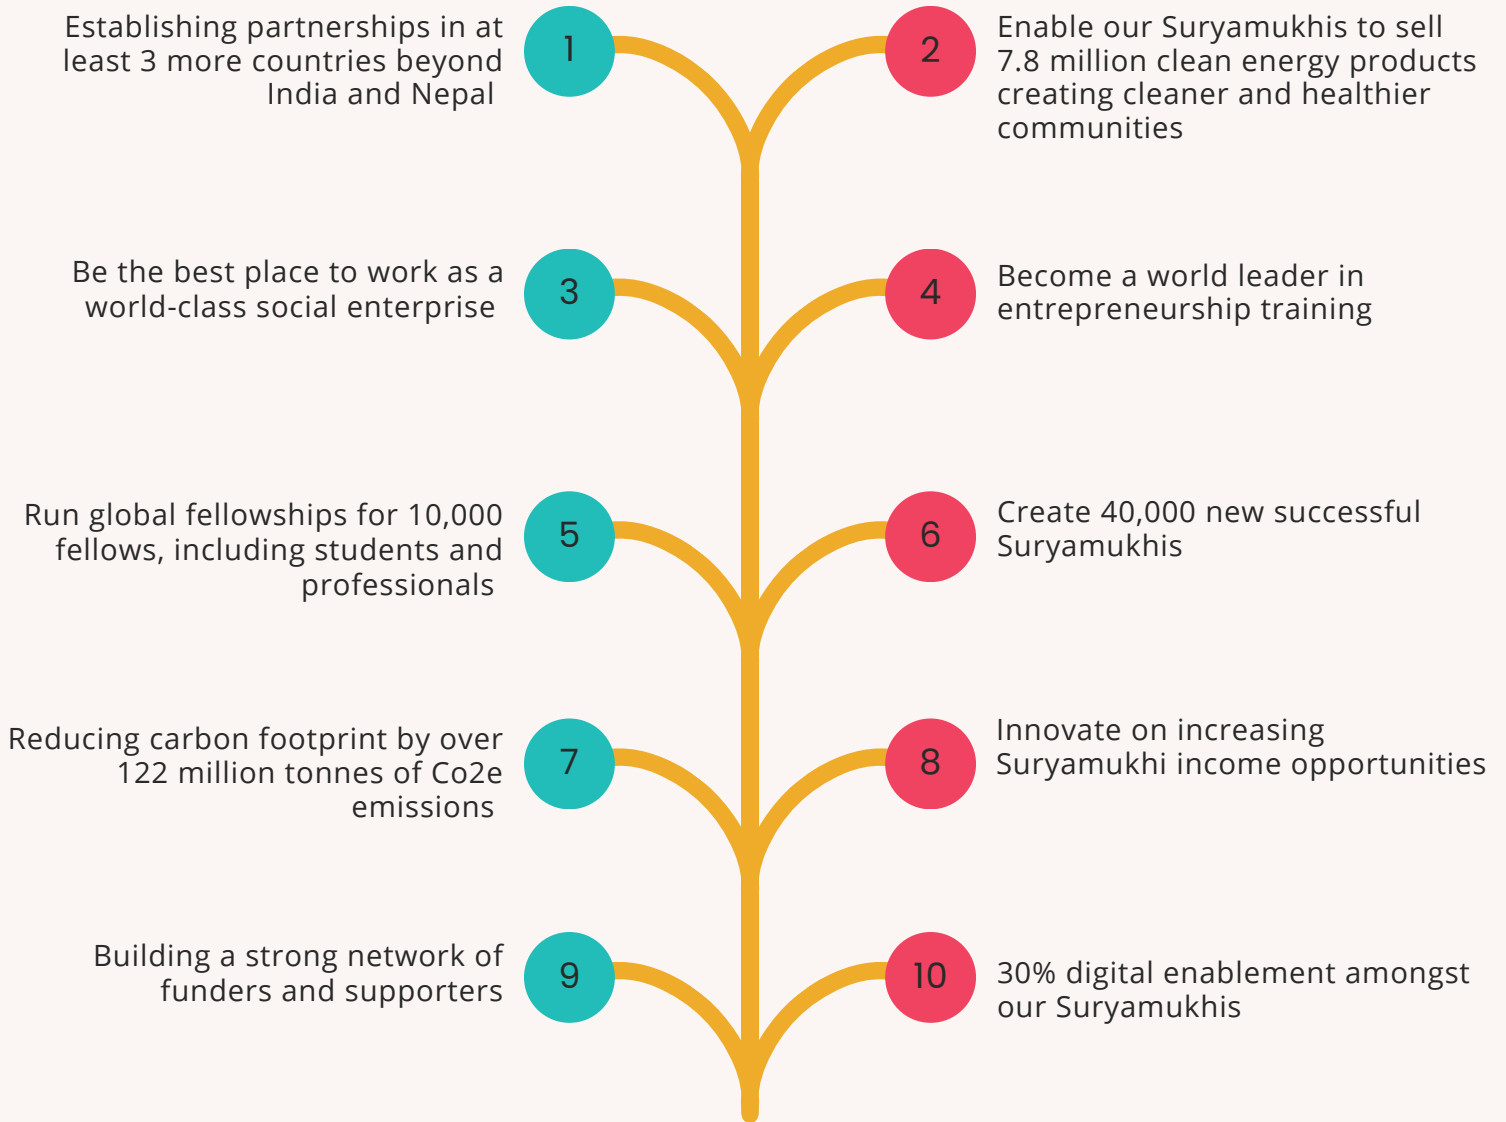 1
Establishing partnerships in at
least 3 more countries beyond
India and Nepal
2
Enable our Suryamukhis to sell
7.8 million clean energy products
creating cleaner and healthier
communities
3
Be the best place to work as a
world-class social enterprise
4
Become a world leader in
entrepreneurship training
5
Run global fellowships for 10,000
fellows, including students and
professionals
6
Create 40,000 new successful
Suryamukhis
7
Reducing carbon footprint by over
122 million tonnes of Co2e
emissions
8
Innovate on increasing
Suryamukhi income opportunities
9
Building a strong network of
funders and supporters
10
30% digital enablement amongst
our Suryamukhis